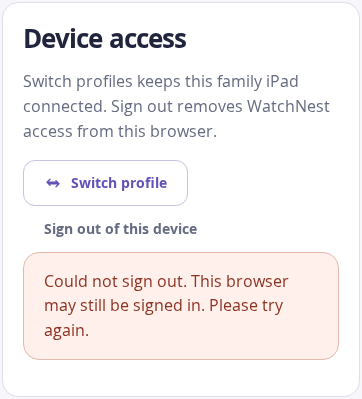 Device access
Switch profiles keeps this family iPad
connected. Sign out removes WatchNest
access from this browser.
Switch profile
Sign out of this device
Could not sign out. This browser
may still be signed in. Please try
again.